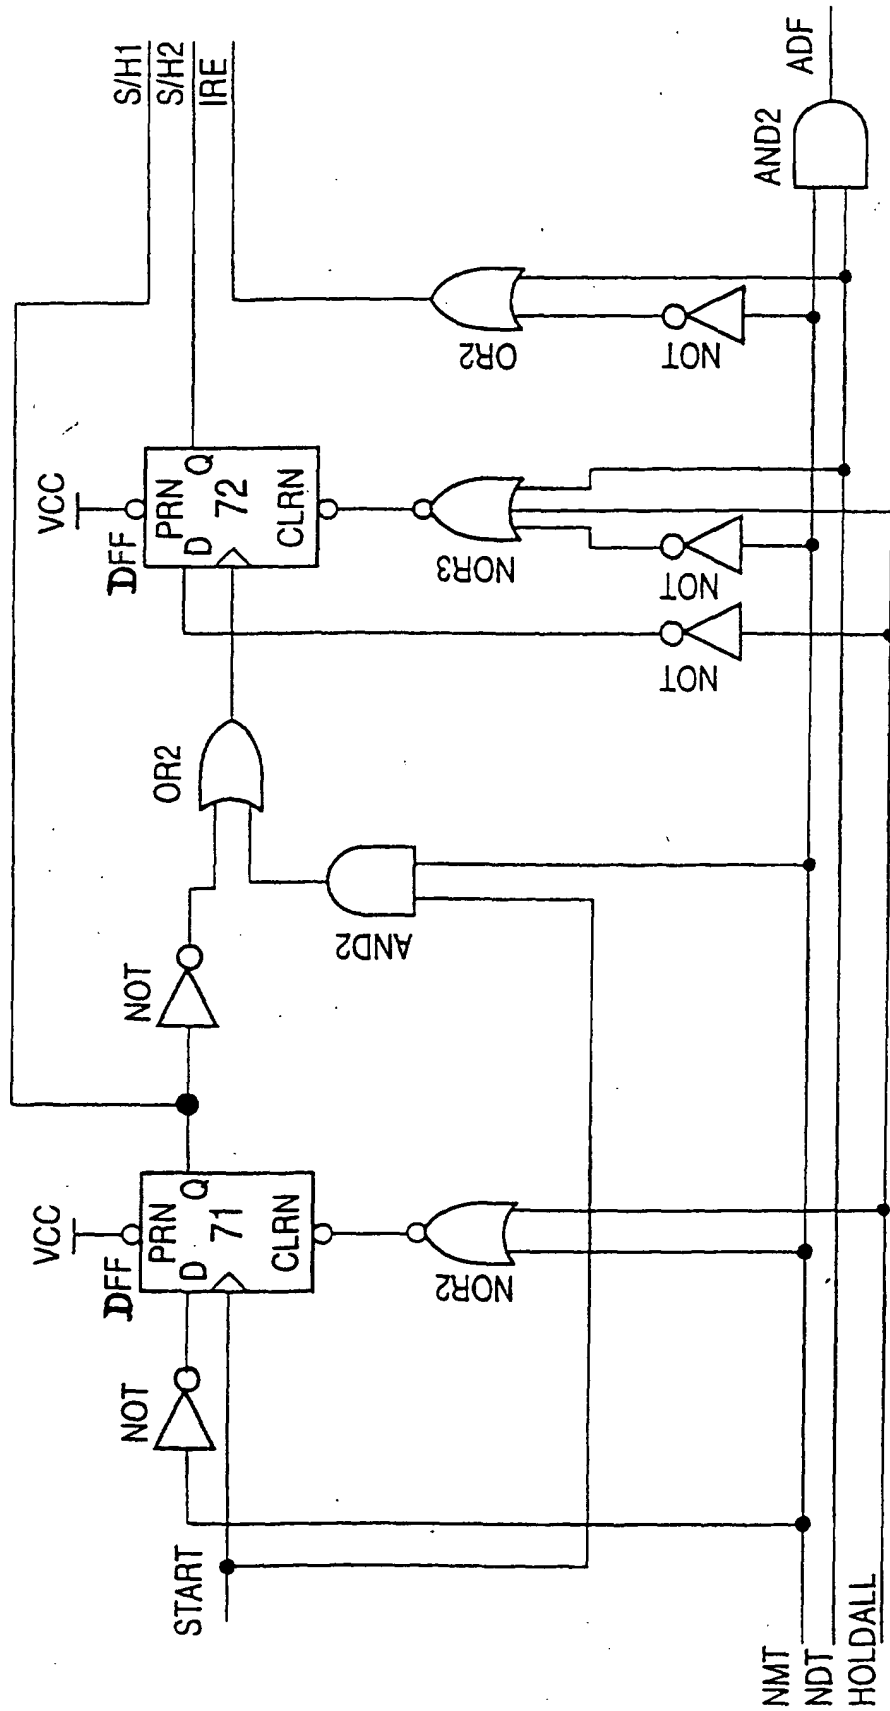 S/H1
S/H2
IRE
ADF
AND2
OR2
NOT
VCC
DFF
PRN
D
Q
72
CLRN
NOR3
NOT
NOT
OR2
AND2
NOT
VCC
DFF
PRN
D
Q
71
CLRN
NOR2
NOT
START
NMT
NDT
HOLDALL